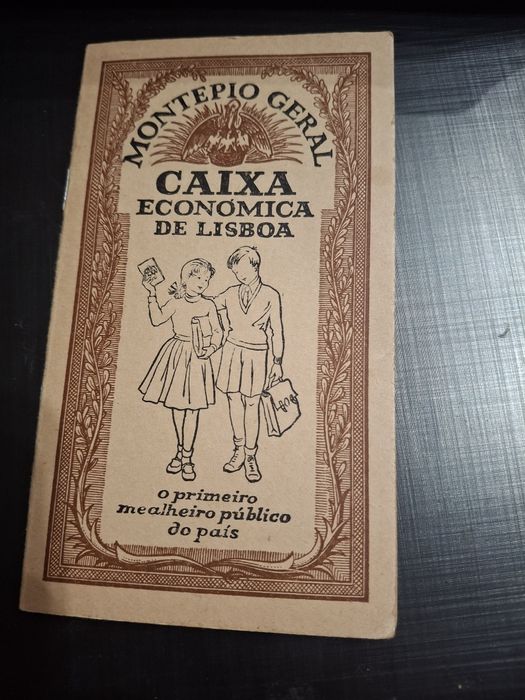 MONTEPIO GERAL
CAIXA
ECONÓMICA
DE LISBOA
o primeiro
mealheiro público
do país